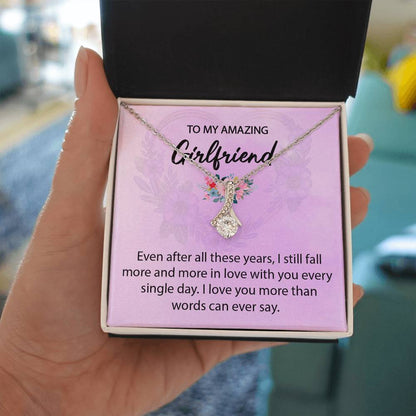 TO MY AMAZING
Girlfriend
Even after all these years, I still fall
more and more in love with you every
single day. I love you more than
words can ever say.